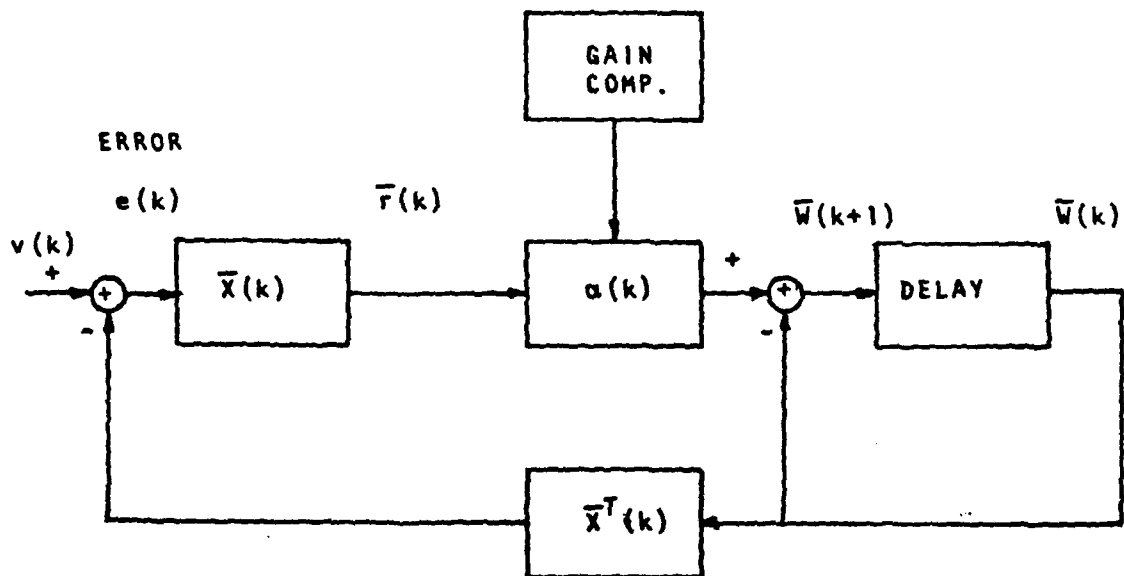 GAIN
COMP.
ERROR
e(k)
r̅(k)
W̅(k+1)
W̅(k)
v(k)
+
+
-
X̅(k)
α(k)
+
+
-
DELAY
X̅ᵀ(k)